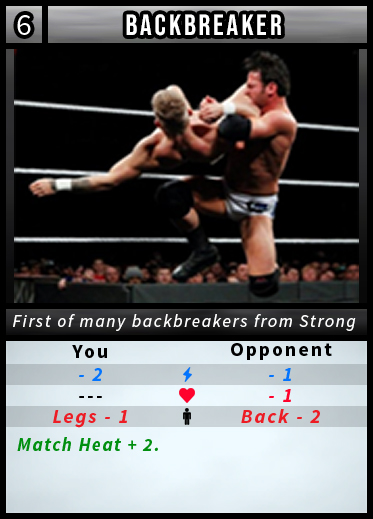 6 BACKBREAKER
First of many backbreakers from Strong
You Opponent
- 2 - 1
--- - 1
Legs - 1 Back - 2
Match Heat + 2.